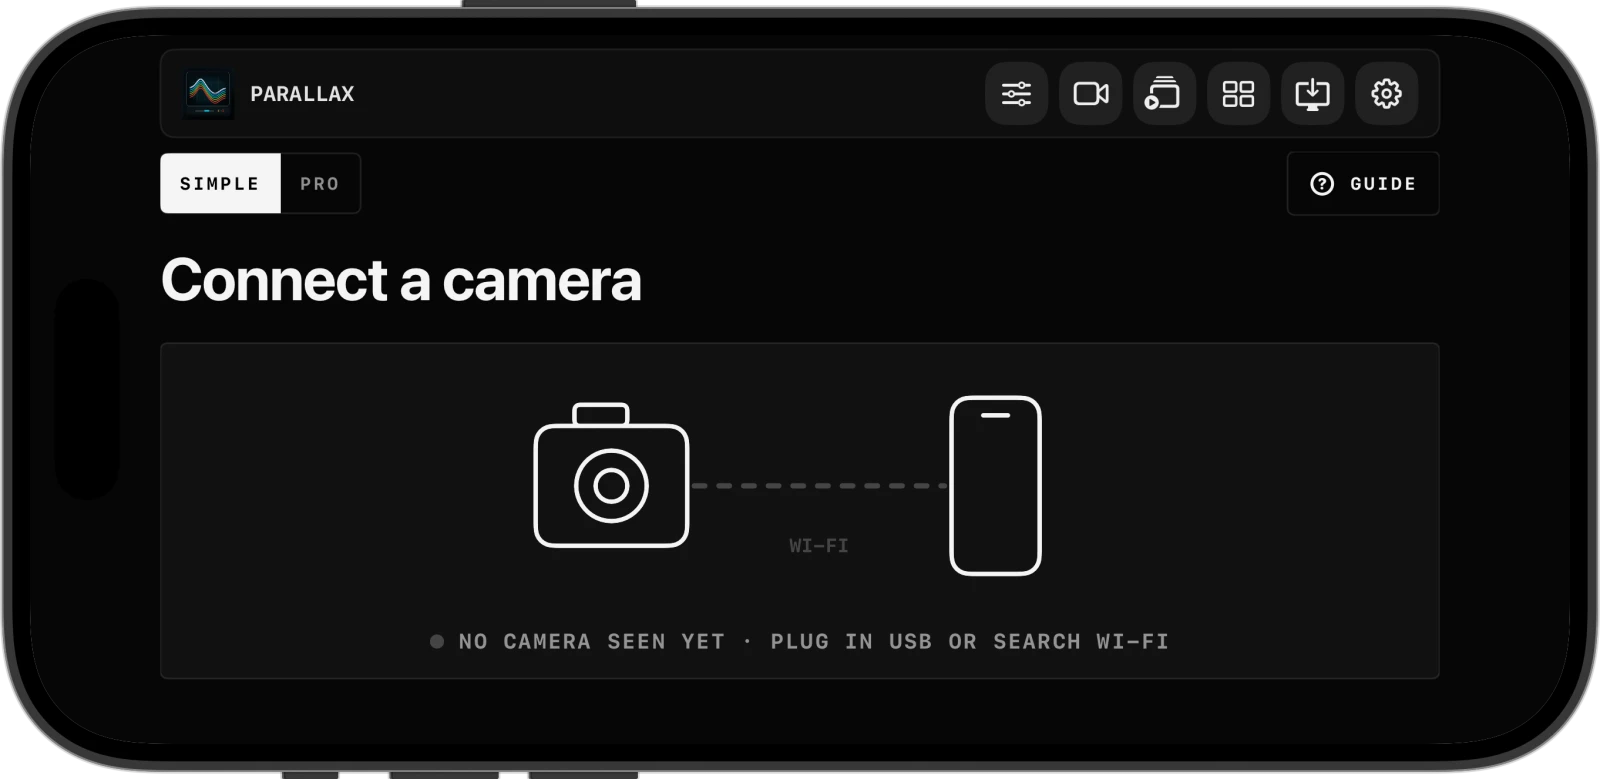 PARALLAX
SIMPLE PRO
GUIDE
Connect a camera
WI-FI
NO CAMERA SEEN YET · PLUG IN USB OR SEARCH WI-FI